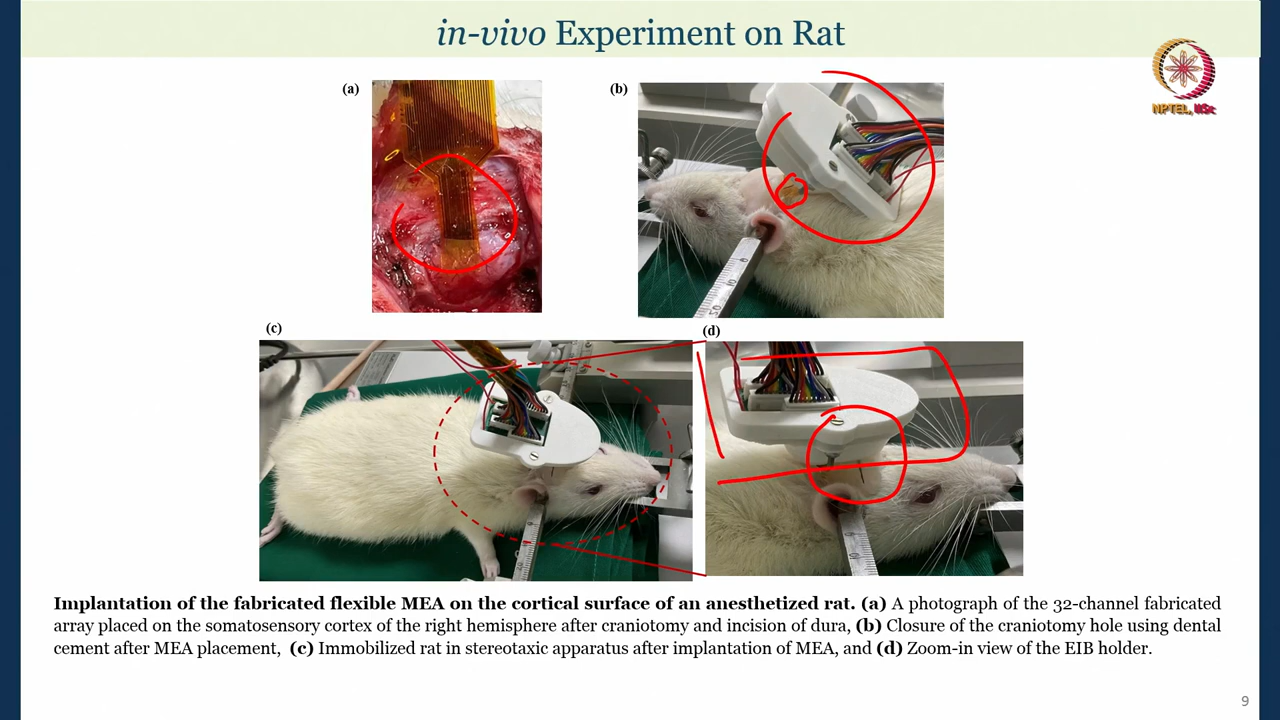 in-vivo Experiment on Rat
NPTEL, IISc
(a)
(b)
(c)
(d)
Implantation of the fabricated flexible MEA on the cortical surface of an anesthetized rat. (a) A photograph of the 32-channel fabricated
array placed on the somatosensory cortex of the right hemisphere after craniotomy and incision of dura, (b) Closure of the craniotomy hole using dental
cement after MEA placement, (c) Immobilized rat in stereotaxic apparatus after implantation of MEA, and (d) Zoom-in view of the EIB holder.
9